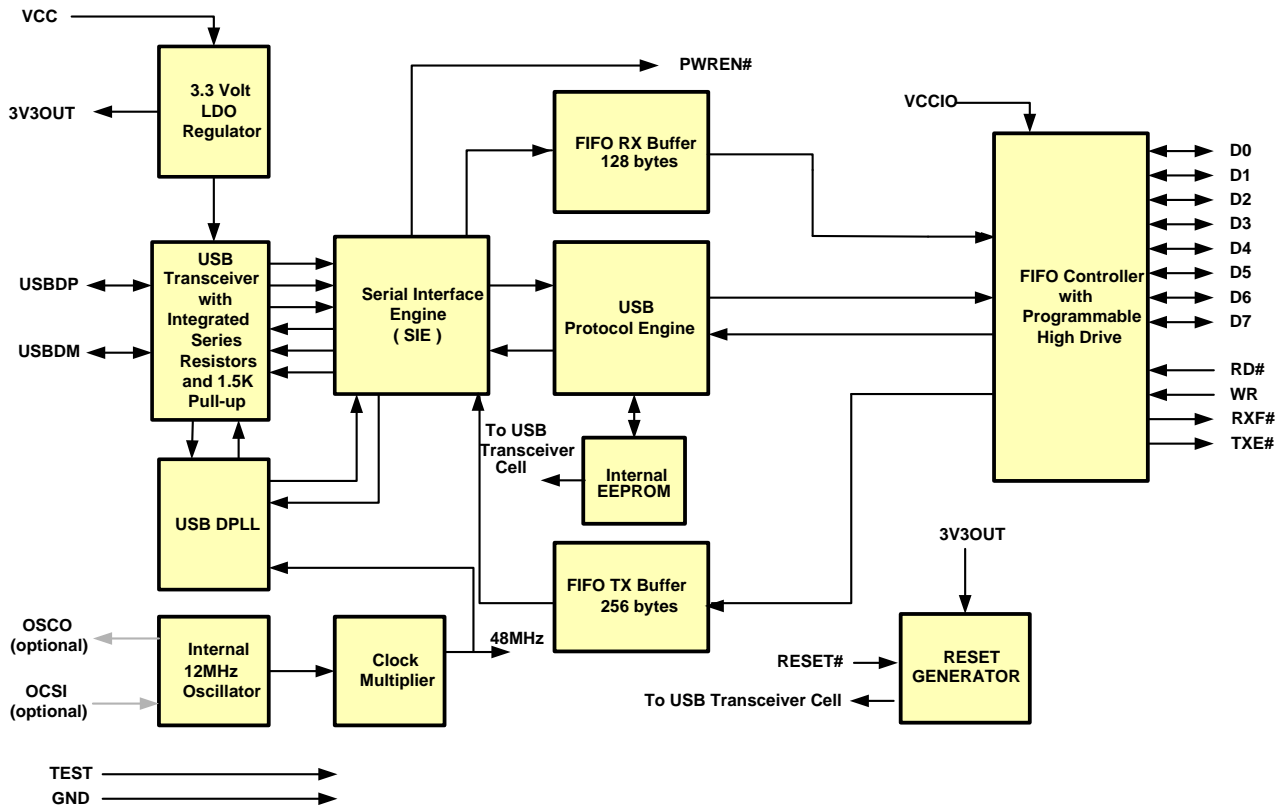 VCC
3V3OUT
3.3 Volt
LDO
Regulator
PWREN#
FIFO RX Buffer
128 bytes
VCCIO
USBDP
USBDM
USB
Transceiver
with
Integrated
Series
Resistors
and 1.5K
Pull-up
Serial Interface
Engine
( SIE )
USB
Protocol Engine
FIFO Controller
with
Programmable
High Drive
D0
D1
D2
D3
D4
D5
D6
D7
RD#
WR
RXF#
TXE#
USB DPLL
To USB
Transceiver
Cell
Internal
EEPROM
FIFO TX Buffer
256 bytes
3V3OUT
OSCO
(optional)
OCSI
(optional)
Internal
12MHz
Oscillator
Clock
Multiplier
48MHz
RESET#
RESET
GENERATOR
To USB Transceiver Cell
TEST
GND